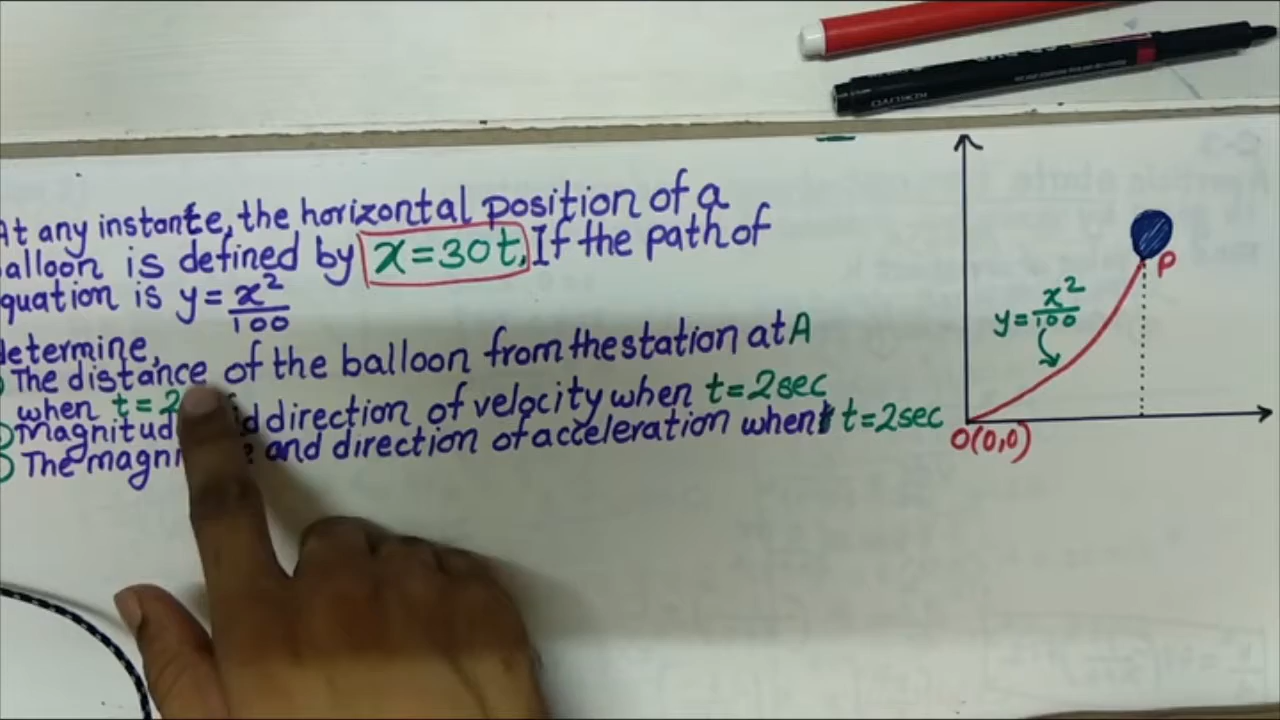 At any instante, the horizontal position of a
alloon is defined by x=30t, If the path of
quation is y= x²/100
determine,
The distance of the balloon from the station at A
when t=2
magnitud d direction of velocity when t=2sec
The magni e and direction of acceleration when t=2sec
P
y= x²/100
O(0,0)